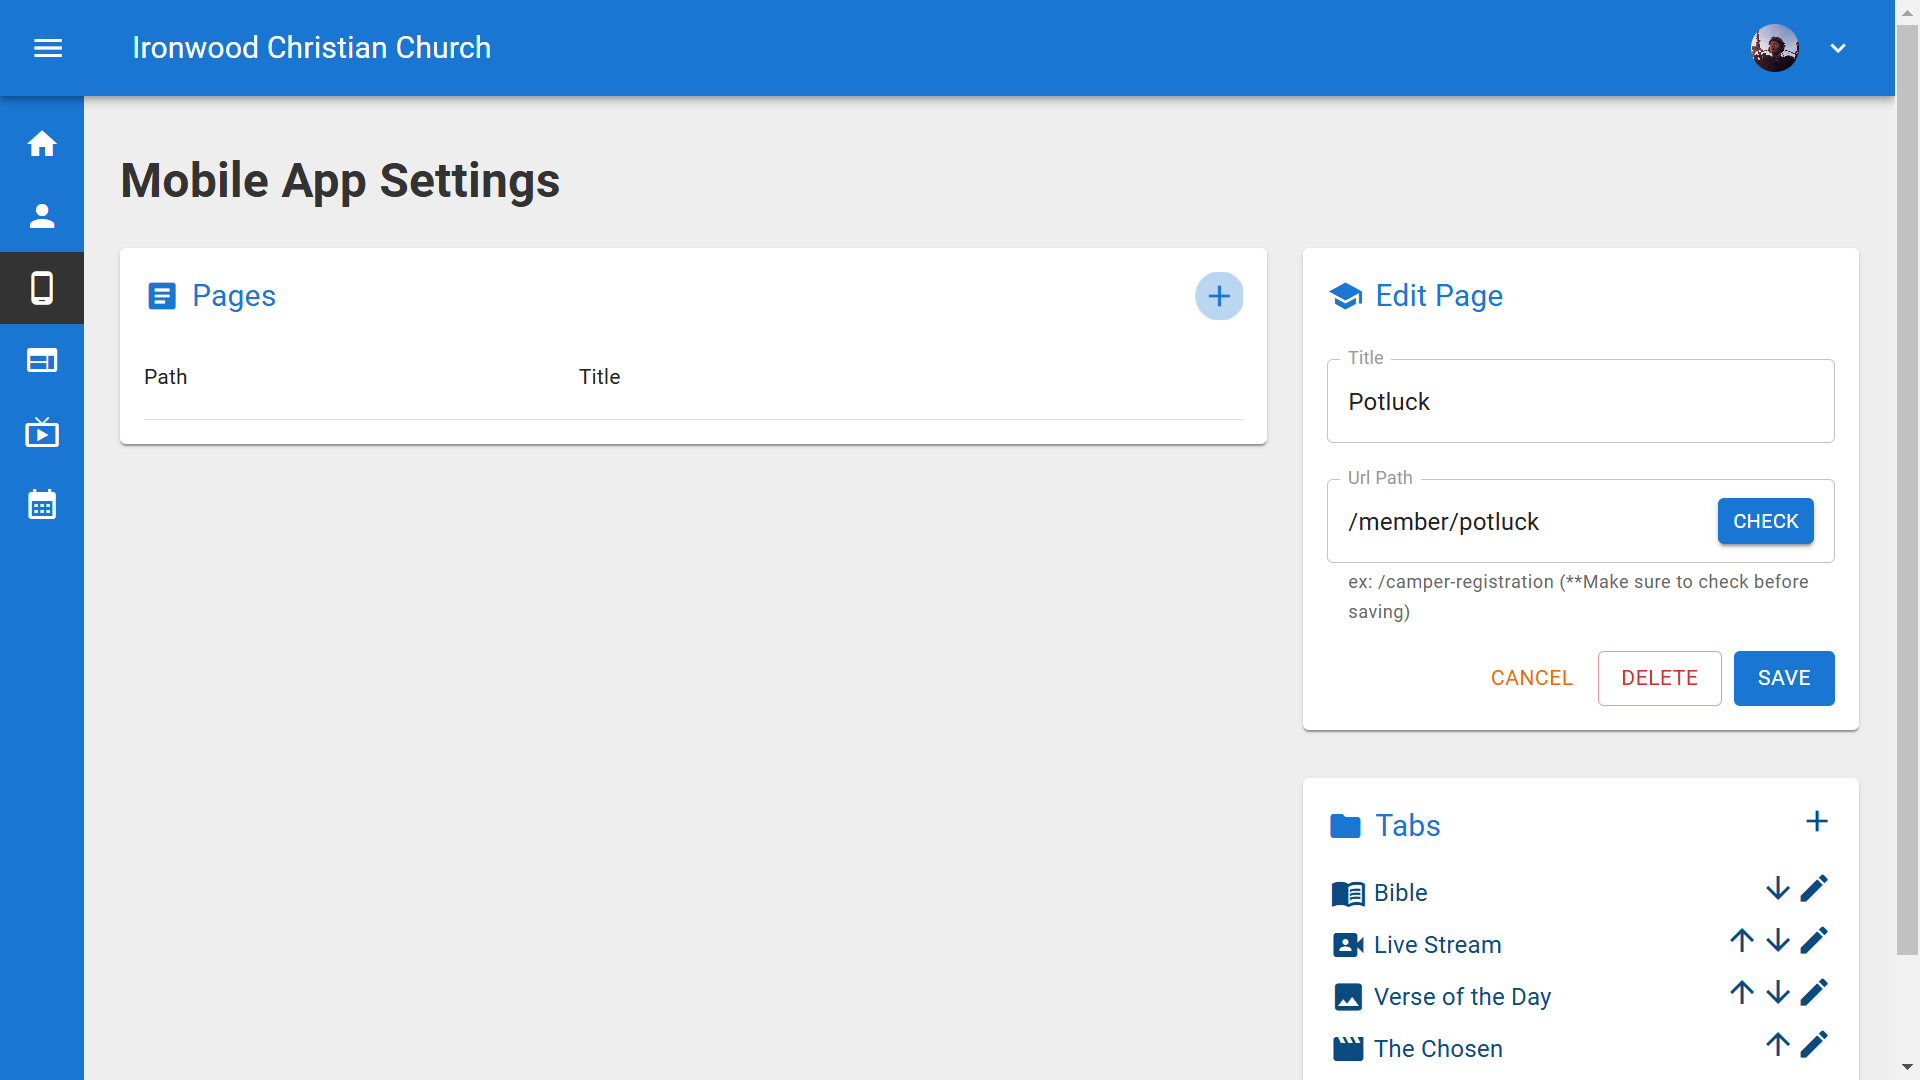 Ironwood Christian Church
Mobile App Settings
Pages
Path Title
Edit Page
Title
Potluck
Url Path
/member/potluck
CHECK
ex: /camper-registration (**Make sure to check before
saving)
CANCEL DELETE SAVE
Tabs
Bible
Live Stream
Verse of the Day
The Chosen